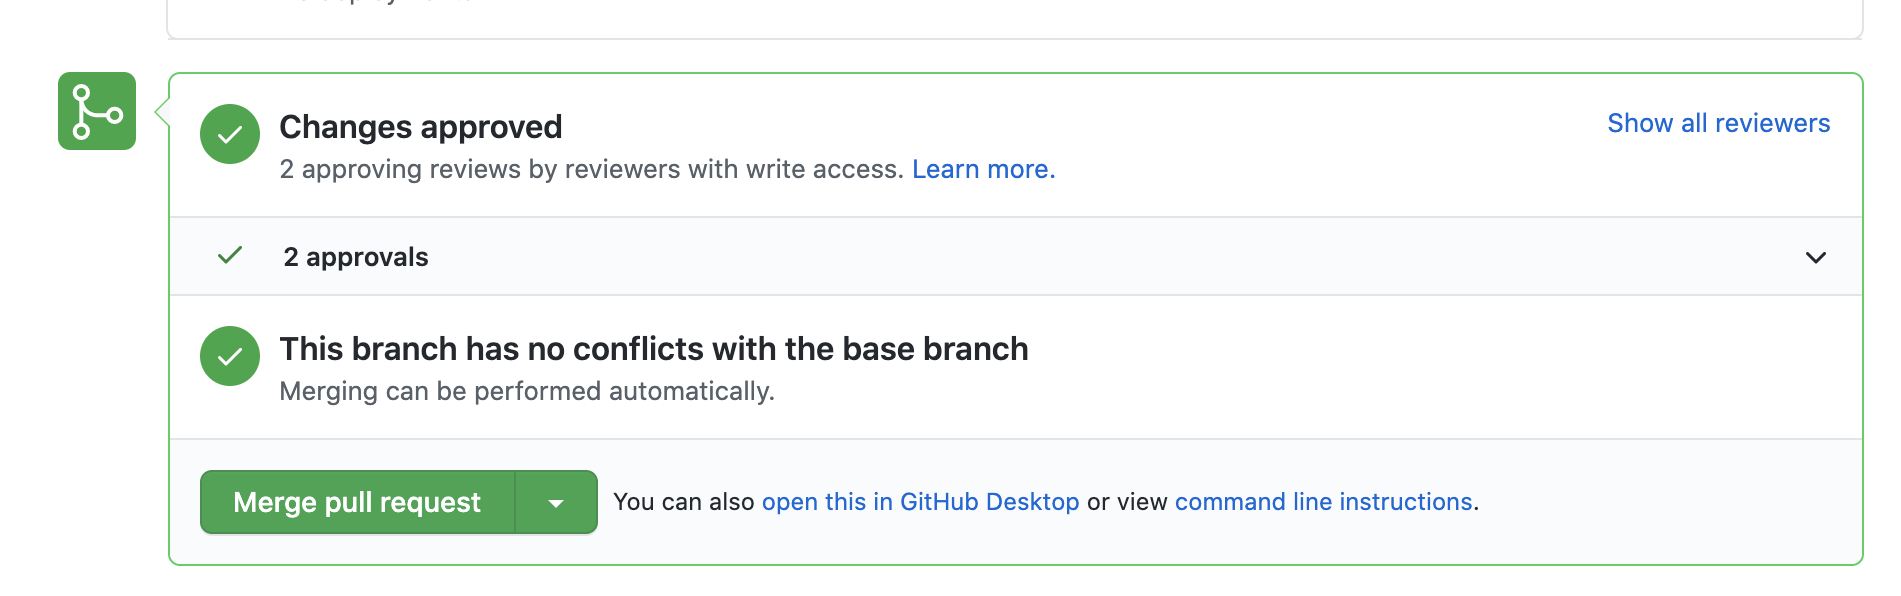 Changes approved
Show all reviewers
2 approving reviews by reviewers with write access. Learn more.
2 approvals
This branch has no conflicts with the base branch
Merging can be performed automatically.
Merge pull request
You can also open this in GitHub Desktop or view command line instructions.